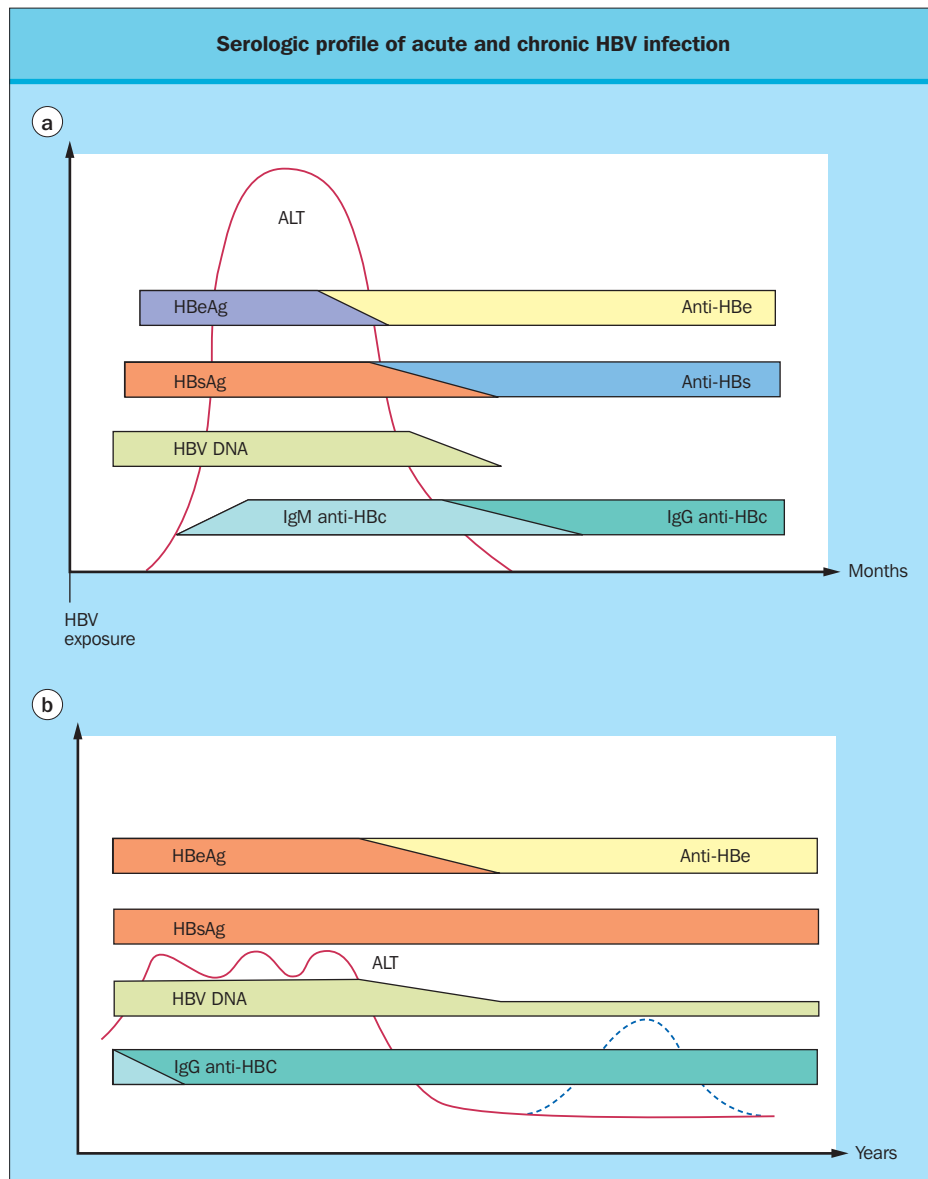 Serologic profile of acute and chronic HBV infection
a
ALT
HBeAg
Anti-HBe
HBsAg
Anti-HBs
HBV DNA
IgM anti-HBc
IgG anti-HBc
Months
HBV
exposure
b
HBeAg
Anti-HBe
HBsAg
ALT
HBV DNA
IgG anti-HBC
Years